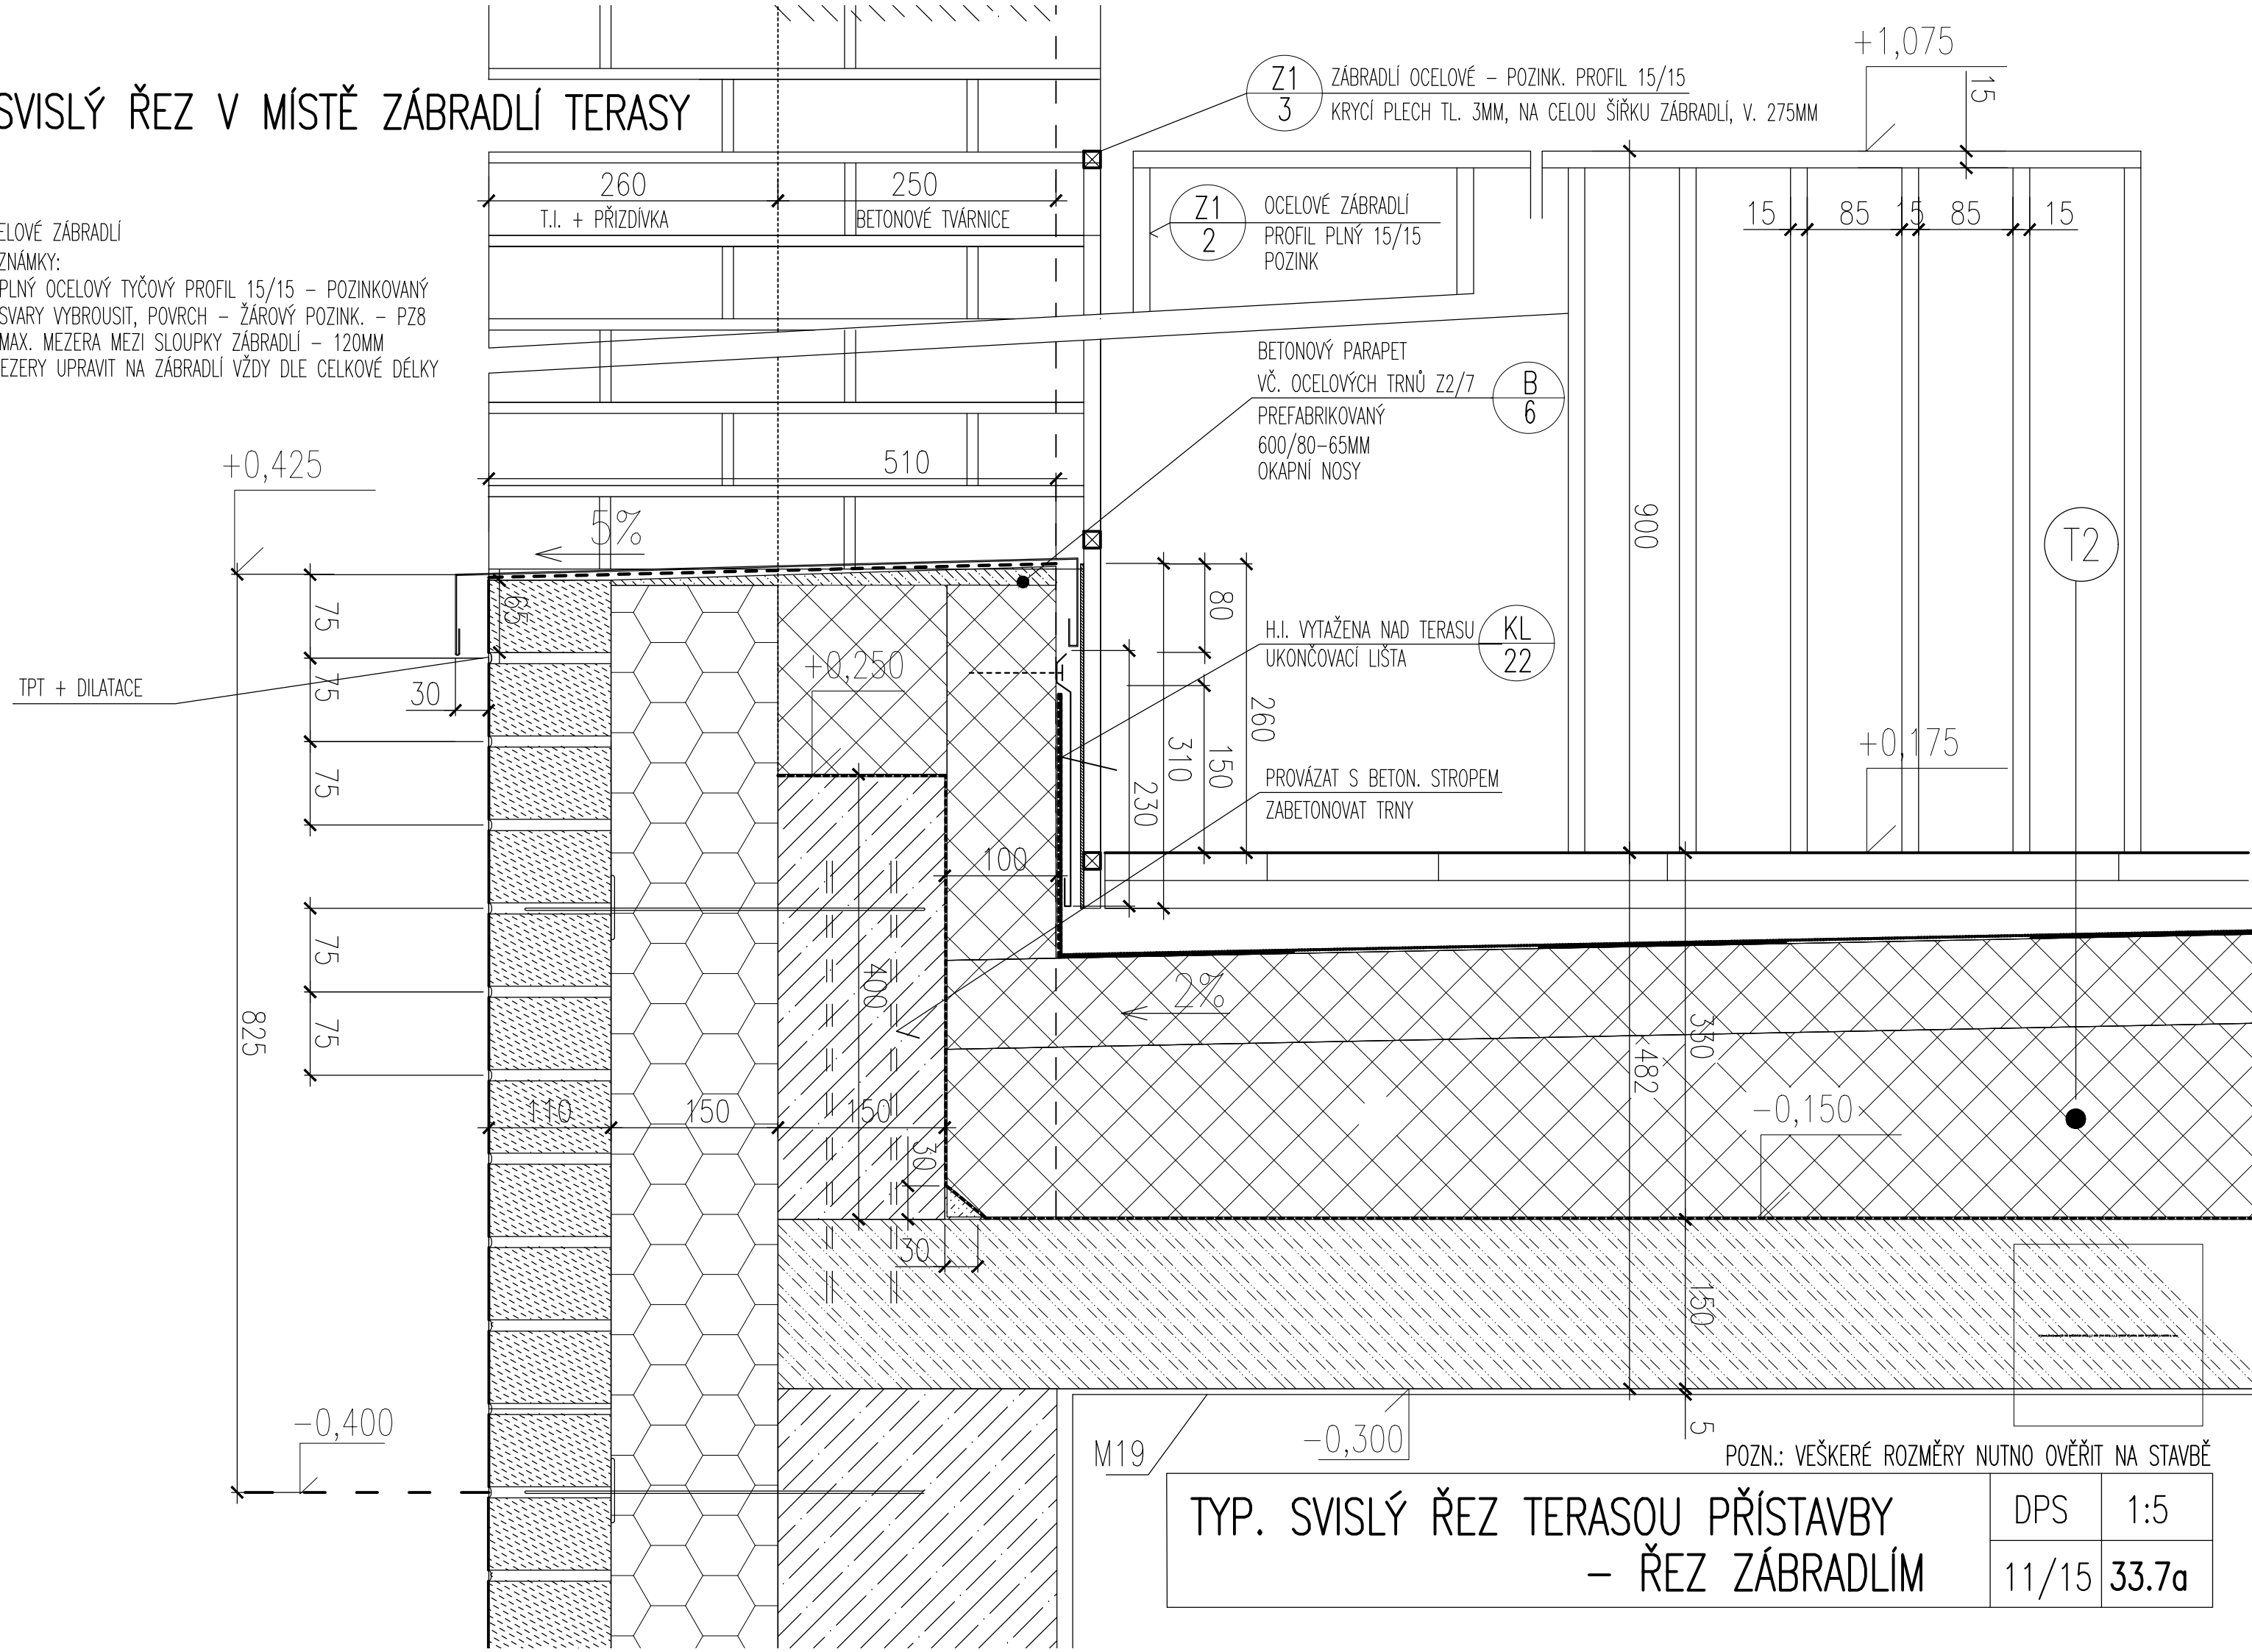 SVISLÝ ŘEZ V MÍSTĚ ZÁBRADLÍ TERASY
ELOVÉ ZÁBRADLÍ
ZNÁMKY:
PLNÝ OCELOVÝ TYČOVÝ PROFIL 15/15 – POZINKOVANÝ
SVARY VYBROUSIT, POVRCH – ŽÁROVÝ POZINK. – PZ8
MAX. MEZERA MEZI SLOUPKY ZÁBRADLÍ – 120MM
EZERY UPRAVIT NA ZÁBRADLÍ VŽDY DLE CELKOVÉ DÉLKY
Z1
3
ZÁBRADLÍ OCELOVÉ – POZINK. PROFIL 15/15
KRYCÍ PLECH TL. 3MM, NA CELOU ŠÍŘKU ZÁBRADLÍ, V. 275MM
+1,075
15
260
T.I. + PŘIZDÍVKA
250
BETONOVÉ TVÁRNICE
Z1
2
OCELOVÉ ZÁBRADLÍ
PROFIL PLNÝ 15/15
POZINK
15
85
15
85
15
BETONOVÝ PARAPET
VČ. OCELOVÝCH TRNŮ Z2/7
PREFABRIKOVANÝ
600/80–65MM
OKAPNÍ NOSY
B
6
+0,425
510
5%
900
T2
75
65
75
30
75
TPT + DILATACE
+0,250
80
260
310
150
230
H.I. VYTAŽENA NAD TERASU
UKONČOVACÍ LIŠTA
KL
22
+0,175
PROVÁZAT S BETON. STROPEM
ZABETONOVAT TRNY
100
75
75
825
400
2%
330
482
110
150
150
30
30
–0,150
150
5
–0,400
M19
–0,300
POZN.: VEŠKERÉ ROZMĚRY NUTNO OVĚŘIT NA STAVBĚ
TYP. SVISLÝ ŘEZ TERASOU PŘÍSTAVBY
– ŘEZ ZÁBRADLÍM
DPS
1:5
11/15
33.7a